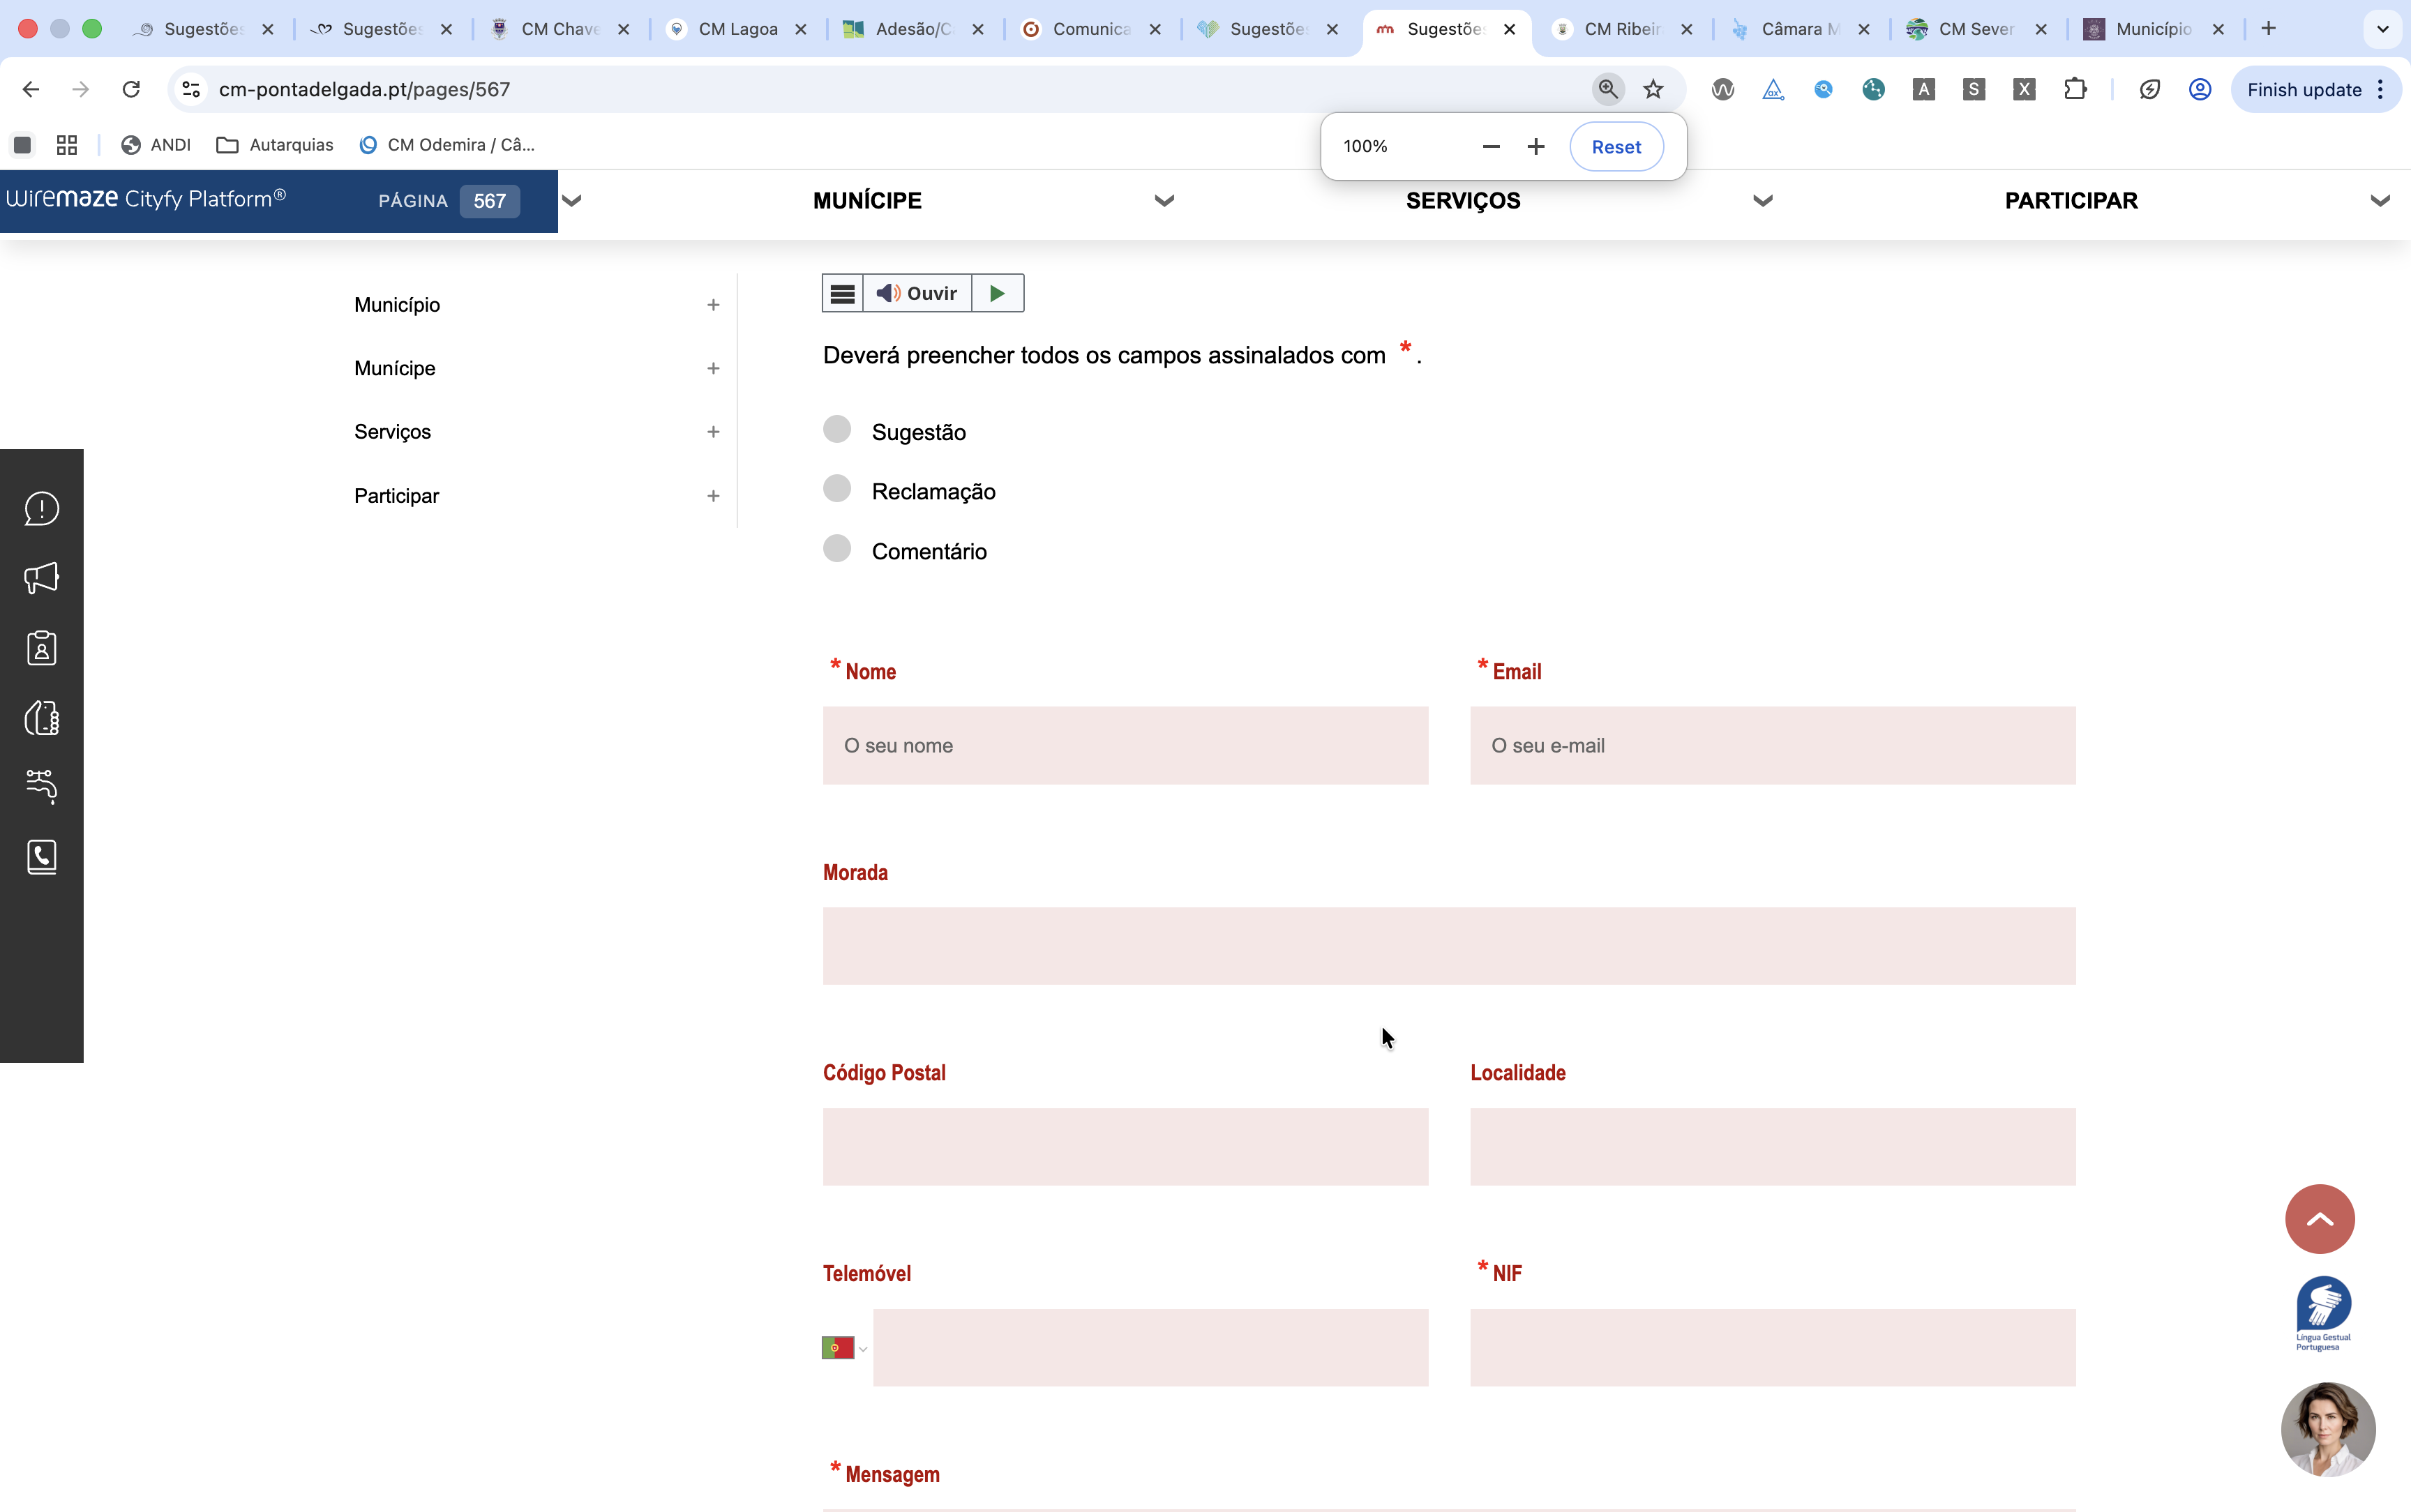 Sugestões
Sugestões
CM Chave
CM Lagoa
Adesão/C
Comunica
Sugestões
Sugestões
CM Ribeir
Câmara M
CM Sever
Município
cm-pontadelgada.pt/pages/567
A
S
X
Finish update
ANDI
Autarquias
CM Odemira / Câ...
100%
Reset
wiremaze Cityfy Platform®
PÁGINA 567
MUNÍCIPE
SERVIÇOS
PARTICIPAR
Município
Munícipe
Serviços
Participar
Ouvir
Deverá preencher todos os campos assinalados com * .
Sugestão
Reclamação
Comentário
* Nome
* Email
O seu nome
O seu e-mail
Morada
Código Postal
Localidade
Telemóvel
* NIF
* Mensagem
Língua Gestual
Portuguesa